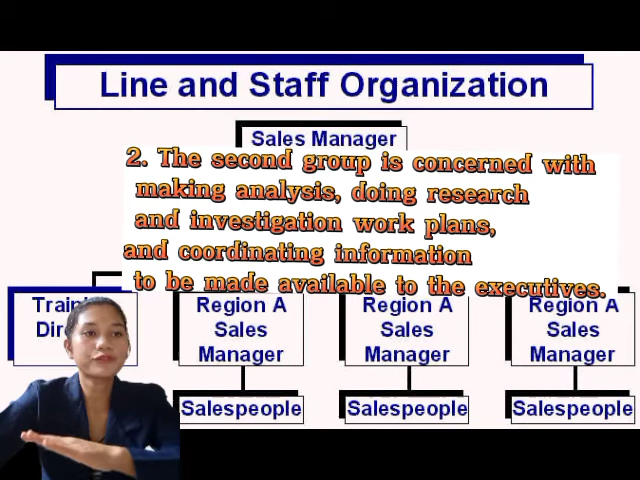 Line and Staff Organization
Sales Manager
2. The second group is concerned with
making analysis, doing research
and investigation work plans,
and coordinating information
to be made available to the executives.
Region A
Sales
Manager
Region A
Sales
Manager
Region A
Sales
Manager
Salespeople
Salespeople
Salespeople